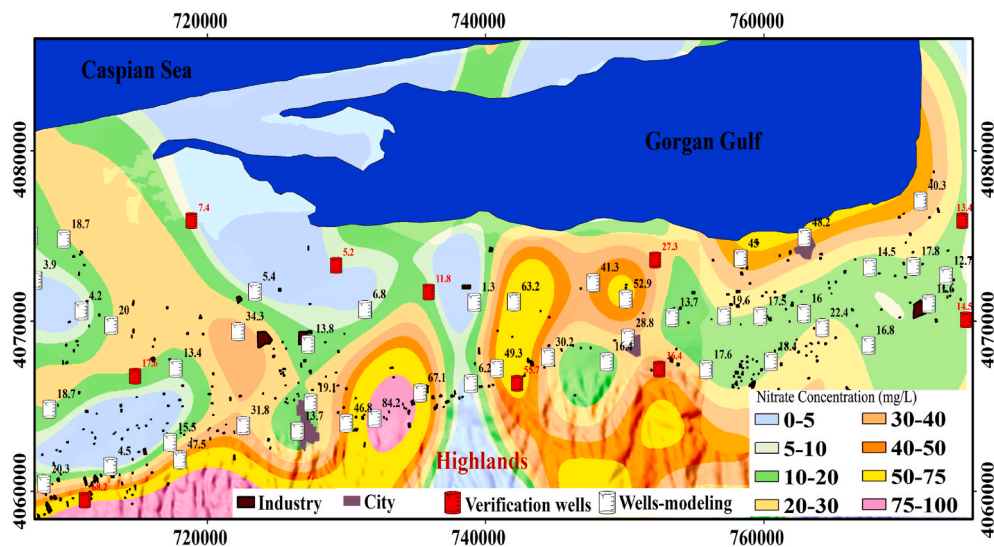 720000 740000 760000
Caspian Sea
Gorgan Gulf
4080000 4080000
40.3
7.4 13.4
18.7 48.2
45
5.2 27.3
3.9 14.5 17.8 12.7
5.4 41.3
11.8 1.3 52.9
4.2 6.8 63.2 11.6
20 13.7 19.6 17.5 16 14.5
22.4
4070000 4070000
34.3 13.8 28.8 16.8
13.4 30.2 16.4
17.6 49.3 36.4 17.6 18.4
6.2 55.7
18.7 19.1 67.1
84.2
31.8 13.7 46.8
15.5
4.5 47.5
20.3
68.2
Highlands
Nitrate Concentration (mg/L)
0-5 30-40
5-10 40-50
10-20 50-75
20-30 75-100
Industry City Verification wells Wells-modeling
4060000 4060000
720000 740000 760000